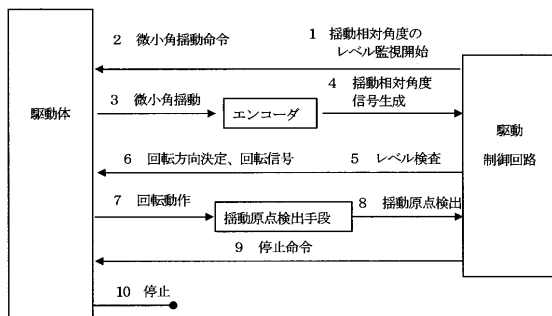 1 揺動相対角度の
レベル監視開始
2 微小角揺動命令
3 微小角揺動
エンコーダ
4 揺動相対角度
信号生成
駆動体
駆動
制御回路
6 回転方向決定、回転信号
5 レベル検査
7 回転動作
揺動原点検出手段
8 揺動原点検出
9 停止命令
10 停止